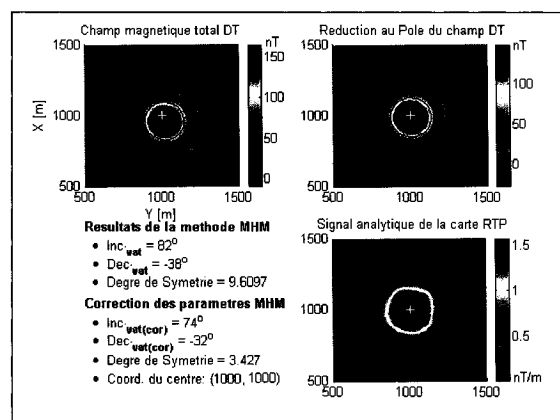 Champ magnetique total DT
nT
1500
1000
500
X [m]
150
100
50
0
500
1000
1500
Y [m]
Reduction au Pole du champ DT
nT
1500
1000
500
100
50
0
500
1000
1500
Resultats de la methode MHM
• Inc.vat = 82°
• Dec.vat = -38°
• Degre de Symetrie = 9.6097
Correction des parametres MHM
• Inc.vat(cor) = 74°
• Dec.vat(cor) = -32°
• Degre de Symetrie = 3.427
• Coord. du centre: (1000, 1000)
Signal analytique de la carte RTP
1500
1000
500
1.5
1
0.5
nT/m
500
1000
1500